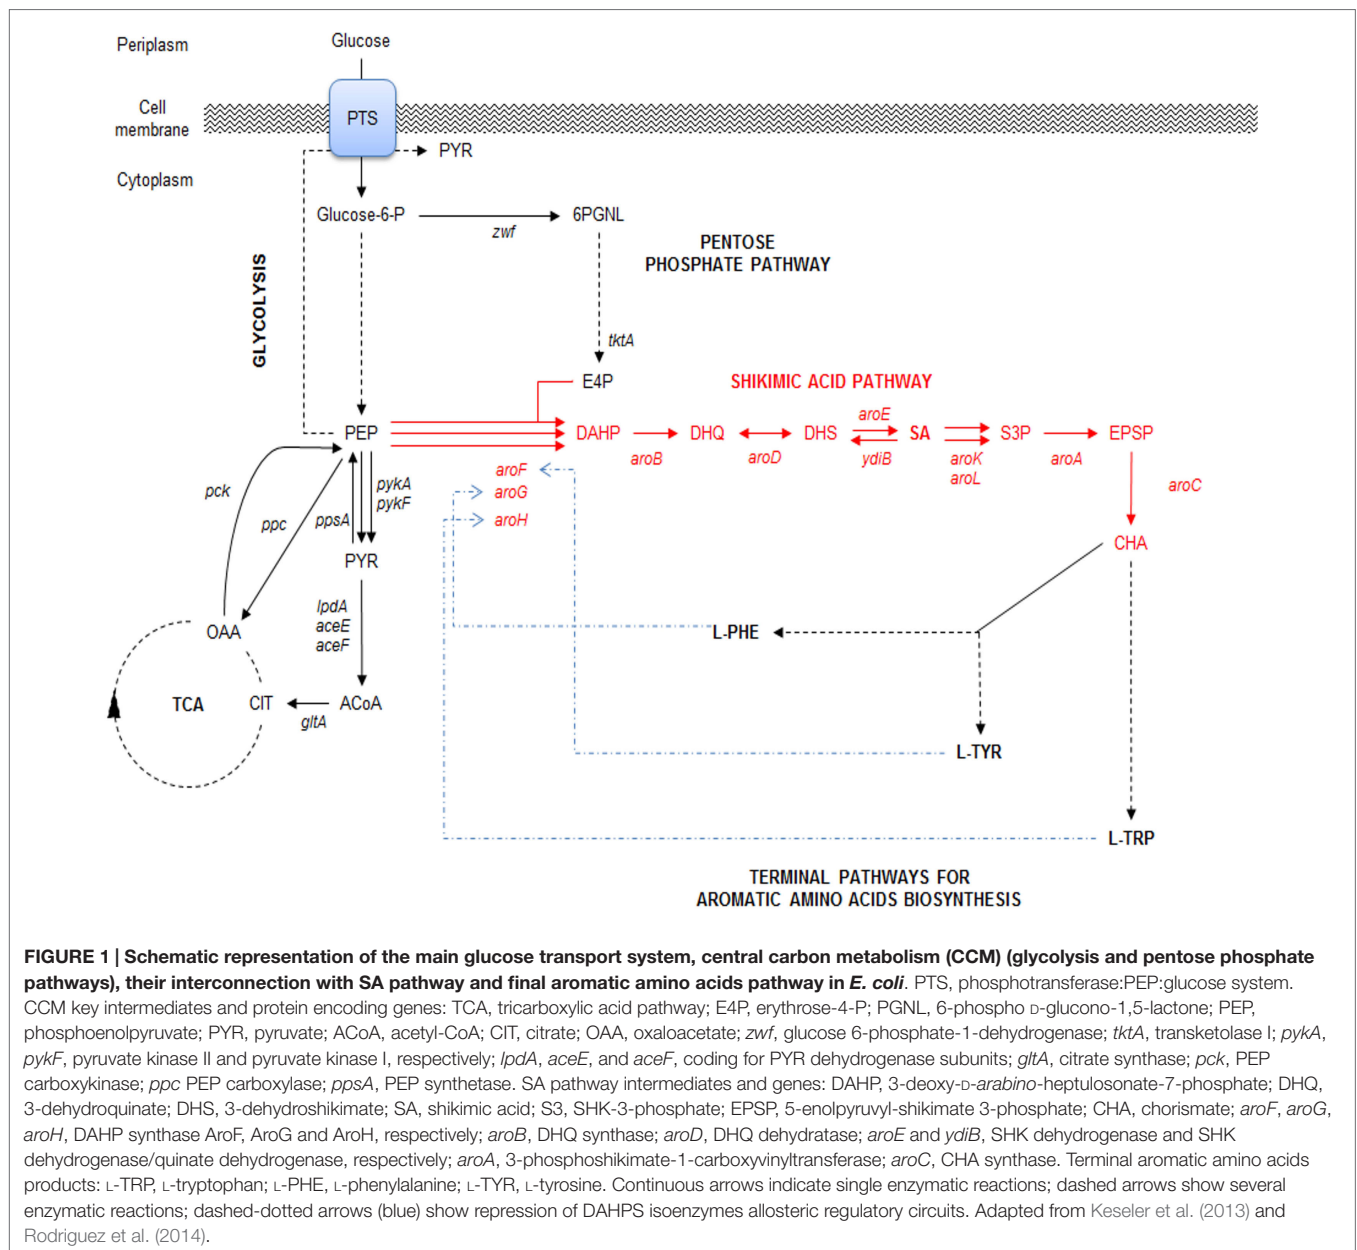 Periplasm
Glucose
Cell
membrane
PTS
PYR
Cytoplasm
Glucose-6-P
6PGNL
zwf
PENTOSE
PHOSPHATE PATHWAY
GLYCOLYSIS
tktA
E4P
SHIKIMIC ACID PATHWAY
PEP
DAHP
aroB
DHQ
aroD
DHS
aroE
ydiB
SA
aroK
aroL
S3P
aroA
EPSP
aroF
aroG
aroH
aroC
pck
ppc
ppsA
pykA
pykF
PYR
CHA
lpdA
aceE
aceF
OAA
L-PHE
TCA
CIT
gltA
ACoA
L-TYR
L-TRP
TERMINAL PATHWAYS FOR
AROMATIC AMINO ACIDS BIOSYNTHESIS
FIGURE 1 | Schematic representation of the main glucose transport system, central carbon metabolism (CCM) (glycolysis and pentose phosphate
pathways), their interconnection with SA pathway and final aromatic amino acids pathway in E. coli. PTS, phosphotransferase:PEP:glucose system.
CCM key intermediates and protein encoding genes: TCA, tricarboxylic acid pathway; E4P, erythrose-4-P; PGNL, 6-phospho D-glucono-1,5-lactone; PEP,
phosphoenolpyruvate; PYR, pyruvate; ACoA, acetyl-CoA; CIT, citrate; OAA, oxaloacetate; zwf, glucose 6-phosphate-1-dehydrogenase; tktA, transketolase I; pykA,
pykF, pyruvate kinase II and pyruvate kinase I, respectively; lpdA, aceE, and aceF, coding for PYR dehydrogenase subunits; gltA, citrate synthase; pck, PEP
carboxykinase; ppc PEP carboxylase; ppsA, PEP synthetase. SA pathway intermediates and genes: DAHP, 3-deoxy-D-arabino-heptulosonate-7-phosphate; DHQ,
3-dehydroquinate; DHS, 3-dehydroshikimate; SA, shikimic acid; S3, SHK-3-phosphate; EPSP, 5-enolpyruvyl-shikimate 3-phosphate; CHA, chorismate; aroF, aroG,
aroH, DAHP synthase AroF, AroG and AroH, respectively; aroB, DHQ synthase; aroD, DHQ dehydratase; aroE and ydiB, SHK dehydrogenase and SHK
dehydrogenase/quinate dehydrogenase, respectively; aroA, 3-phosphoshikimate-1-carboxyvinyltransferase; aroC, CHA synthase. Terminal aromatic amino acids
products: L-TRP, L-tryptophan; L-PHE, L-phenylalanine; L-TYR, L-tyrosine. Continuous arrows indicate single enzymatic reactions; dashed arrows show several
enzymatic reactions; dashed-dotted arrows (blue) show repression of DAHPS isoenzymes allosteric regulatory circuits. Adapted from Keseler et al. (2013) and
Rodriguez et al. (2014).